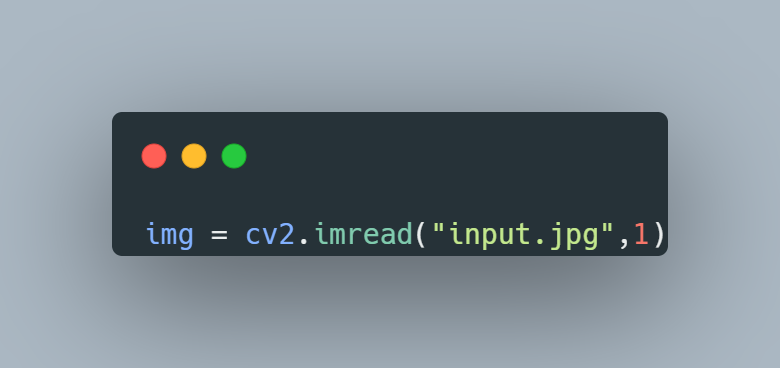 img = cv2.imread("input.jpg",1)